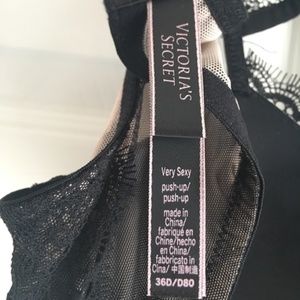 VICTORIA'S
SECRET
Very Sexy
push-up/
push-up
made in
China/
fabriqué en
Chine/hecho
en China/
fabbricato in
Cina/ 中国制造
36D/D80